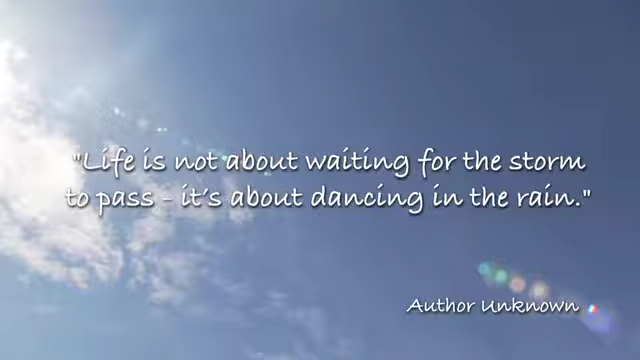 "Life is not about waiting for the storm
to pass - it's about dancing in the rain."
Author Unknown